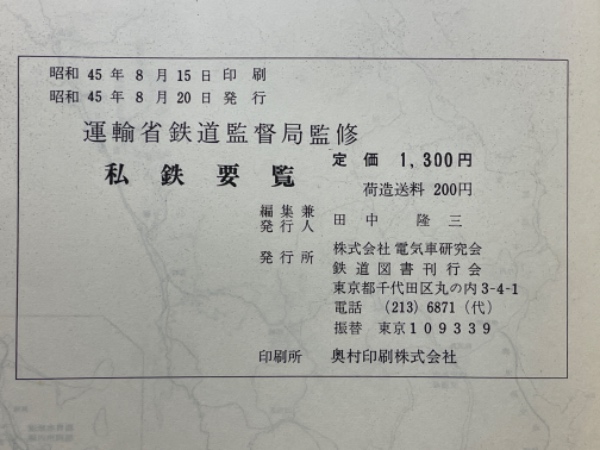 昭和 45 年 8 月 15 日 印 刷
昭和 45 年 8 月 20 日 発 行
運輸省鉄道監督局監修
私 鉄 要 覧
定 価 1,300円
荷造送料 200円
編 集 兼
発 行 人
田 中 隆 三
発 行 所
株式会社 電気車研究会
鉄 道 図 書 刊 行 会
東京都千代田区丸の内3-4-1
電話 (213) 6871 (代)
振替 東京 1 0 9 3 3 9
印刷所 奥村印刷株式会社